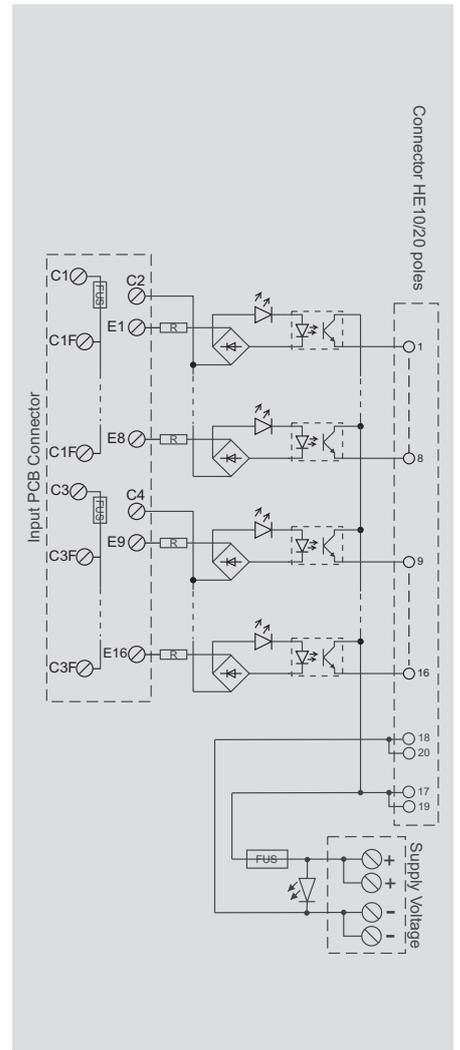 Connector HE10/20 poles
Input PCB Connector
C1
FUS
C2
E1
R
1
C1F
C1F
E8
R
8
C3
FUS
C4
E9
R
9
C3F
C3F
E16
R
16
18
20
17
19
FUS
+
+
-
-
Supply Voltage